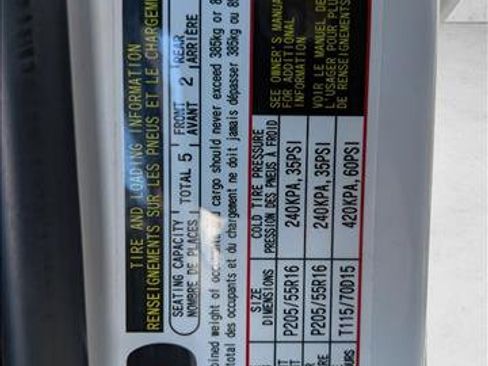 TIRE AND LOADING INFORMATION
RENSEIGNEMENTS SUR LES PNEUS ET LE CHARGEMENT
SEATING CAPACITY
NOMBRE DE PLACES
TOTAL 5
FRONT
AVANT
2
REAR
ARRIÈRE
cargo should never exceed 385kg or
total des occupants et du chargement ne doit jamais dépasser 385kg ou
SIZE
DIMENSIONS
COLD TIRE PRESSURE
PRESSION DES PNEUS À FROID
P205/55R16 240KPA, 35PSI
P205/55R16 240KPA, 35PSI
T115/70D15 420KPA, 60PSI
SEE OWNER'S MANUAL
FOR ADDITIONAL
INFORMATION
VOIR LE MANUEL DE
L'USAGER POUR PLUS
DE RENSEIGNEMENTS